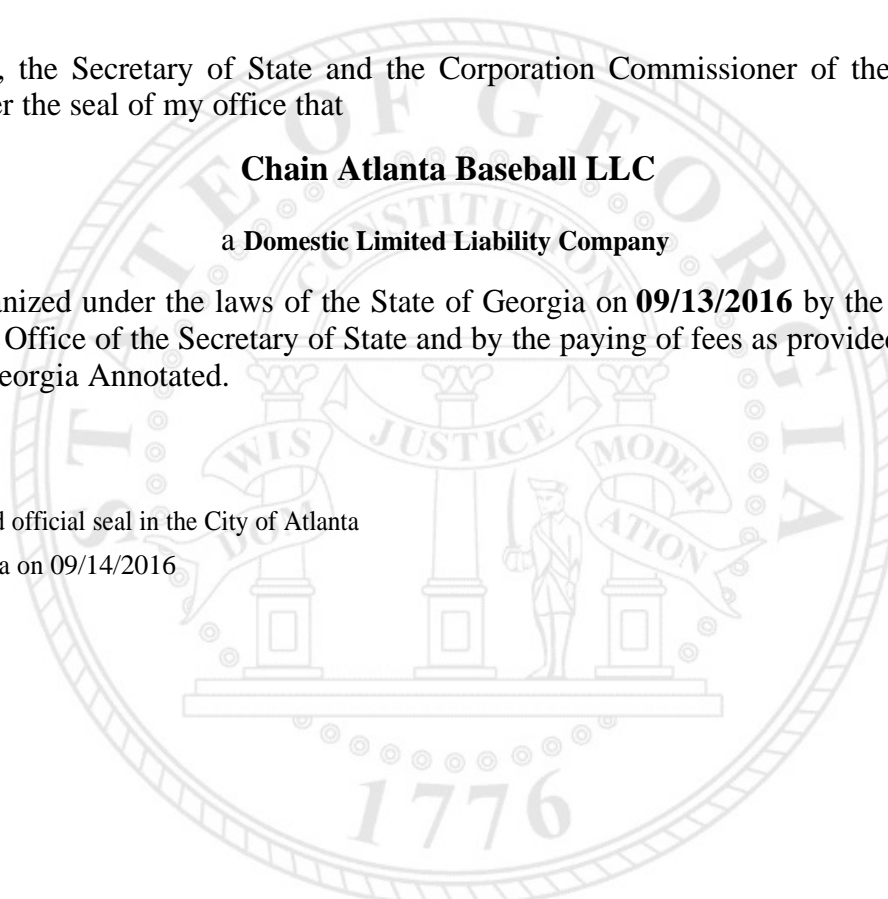 , the Secretary of State and the Corporation Commissioner of the
er the seal of my office that
Chain Atlanta Baseball LLC
a Domestic Limited Liability Company
anized under the laws of the State of Georgia on 09/13/2016 by the
Office of the Secretary of State and by the paying of fees as provided
eorgia Annotated.
d official seal in the City of Atlanta
a on 09/14/2016
STATE OF GEORGIA
CONSTITUTION
WISDOM
JUSTICE
MODERATION
1776